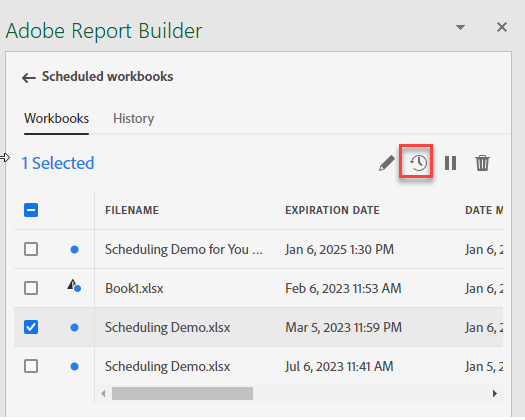 Adobe Report Builder
Scheduled workbooks
Workbooks History
1 Selected
FILENAME EXPIRATION DATE DATE M
Scheduling Demo for You ... Jan 6, 2025 1:30 PM Jan 6, 2
Book1.xlsx Feb 6, 2023 11:53 AM Jan 6, 2
Scheduling Demo.xlsx Mar 5, 2023 11:59 PM Jan 6, 2
Scheduling Demo.xlsx Jul 6, 2023 11:41 AM Jan 5, 2